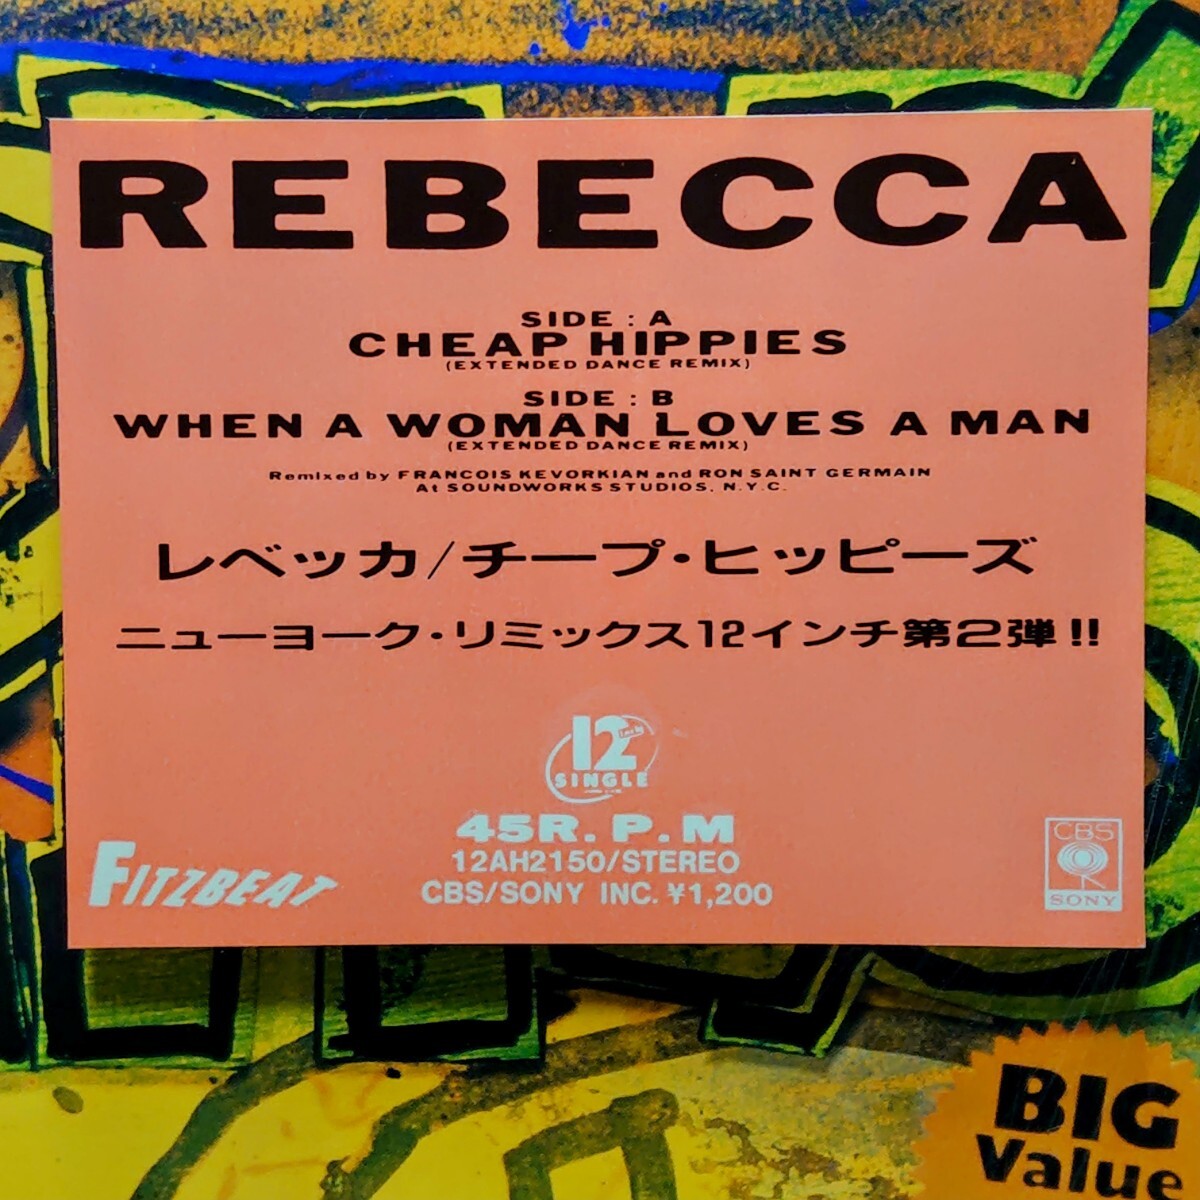 REBECCA
SIDE : A
CHEAP HIPPIES
(EXTENDED DANCE REMIX)
SIDE : B
WHEN A WOMAN LOVES A MAN
(EXTENDED DANCE REMIX)
Remixed by FRANCOIS KEVORKIAN and RON SAINT GERMAIN
At SOUNDWORKS STUDIOS, N.Y.C.
レベッカ/チープ・ヒッピーズ
ニューヨーク・リミックス12インチ第2弾!!
12
SINGLE
45R.P.M
12AH2150/STEREO
CBS/SONY INC. ¥1,200
FITZBEAT
CBS
SONY
BIG
Value